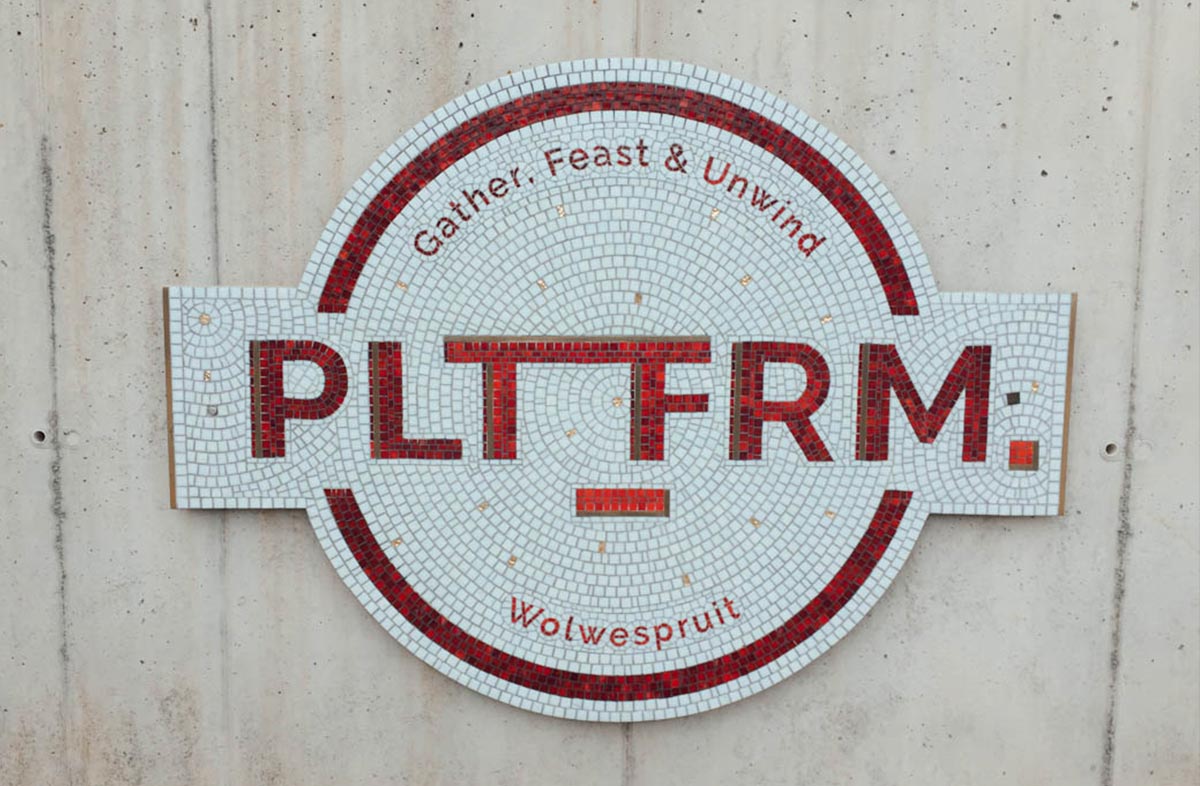 Gather, Feast & Unwind
PLTFRM.
Wolwespruit